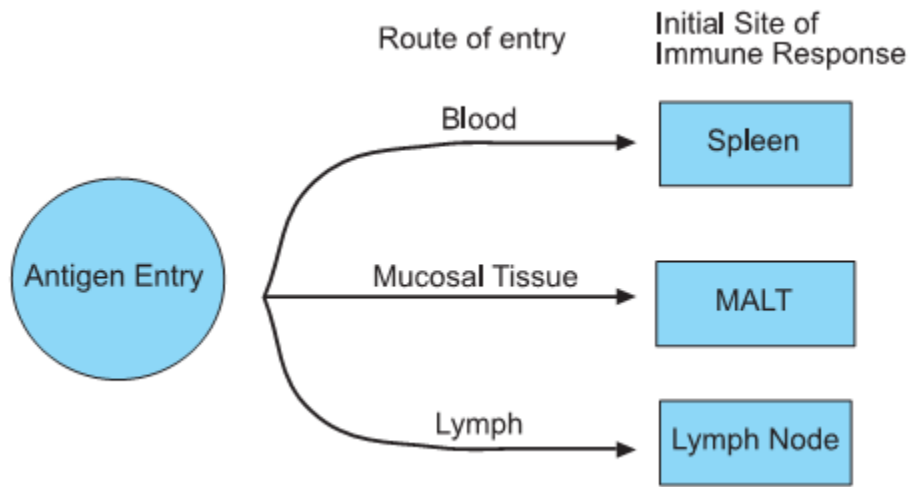 Route of entry
Initial Site of
Immune Response
Blood
Spleen
Antigen Entry
Mucosal Tissue
MALT
Lymph
Lymph Node